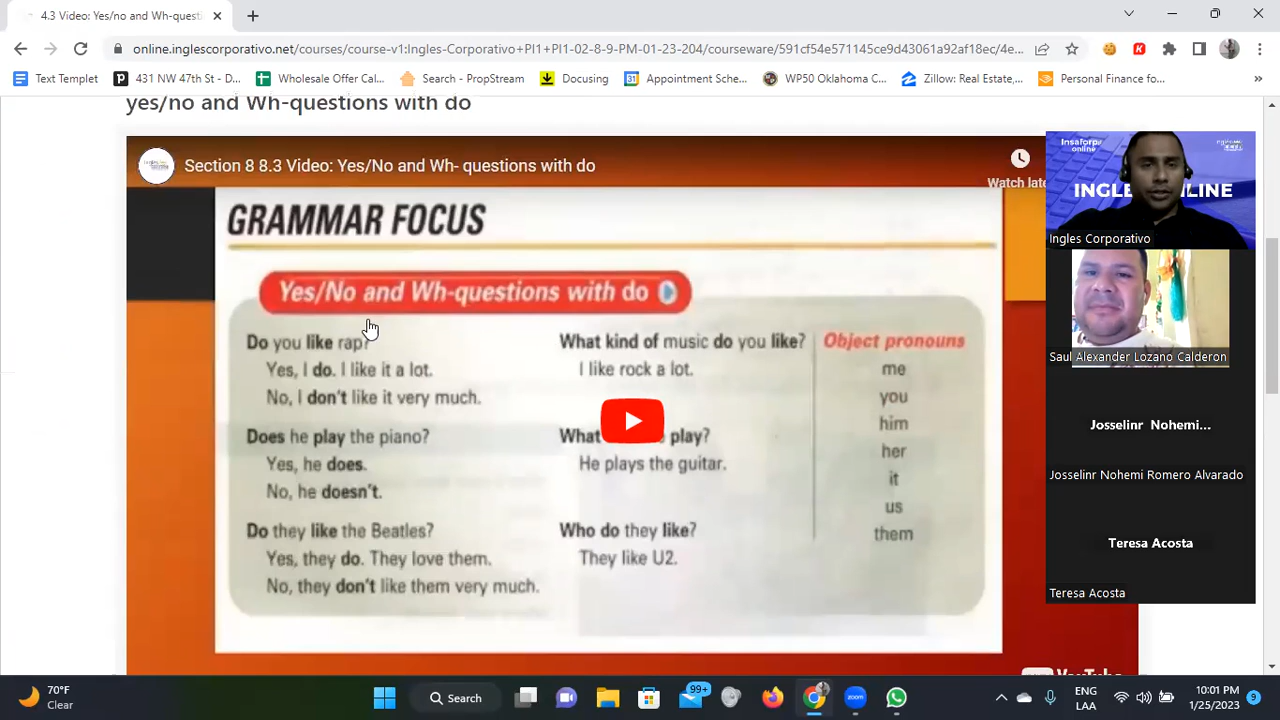 4.3 Video: Yes/no and Wh-quest
online.inglescorporativo.net/courses/course-v1:Ingles-Corporativo+PI1+PI1-02-8-9-PM-01-23-204/courseware/591cf54e571145ce9d43061a92af18ec/4e...
Text Templet
431 NW 47th St - D...
Wholesale Offer Cal...
Search - PropStream
Docusing
Appointment Sche...
WP50 Oklahoma C...
Zillow: Real Estate,...
Personal Finance fo...
yes/no and Wh-questions with do
Section 8 8.3 Video: Yes/No and Wh- questions with do
Watch late
GRAMMAR FOCUS
Yes/No and Wh-questions with do
Do you like rap?
Yes, I do. I like it a lot.
No, I don't like it very much.
Does he play the piano?
Yes, he does.
No, he doesn't.
Do they like the Beatles?
Yes, they do. They love them.
No, they don't like them very much.
What kind of music do you like?
I like rock a lot.
What play?
He plays the guitar.
Who do they like?
They like U2.
Object pronouns
me
you
him
her
it
us
them
Insaforp
online
INGLE ONLINE
Ingles Corporativo
Saul Alexander Lozano Calderon
Josselinr Nohemi...
Josselinr Nohemi Romero Alvarado
Teresa Acosta
Teresa Acosta
YouTube
70°F
Clear
Search
99+
ENG
LAA
10:01 PM
1/25/2023
9